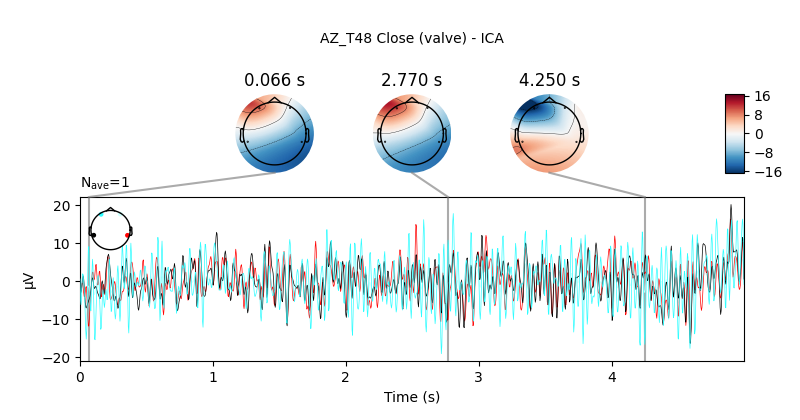 AZ_T48 Close (valve) - ICA
0.066 s 2.770 s 4.250 s
16
8
0
−8
−16
Nave=1
20
10
0
−10
−20
µV
0 1 2 3 4
Time (s)